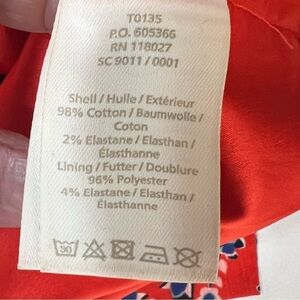 T0135
P.O. 605366
RN 118027
SC 9011 / 0001
Shell / Hulle / Extérieur
98% Cotton / Baumwolle /
Coton
2% Elastane / Elasthan /
Élasthanne
Lining / Futter / Doublure
96% Polyester
4% Elastane / Elasthan /
Élasthanne
30